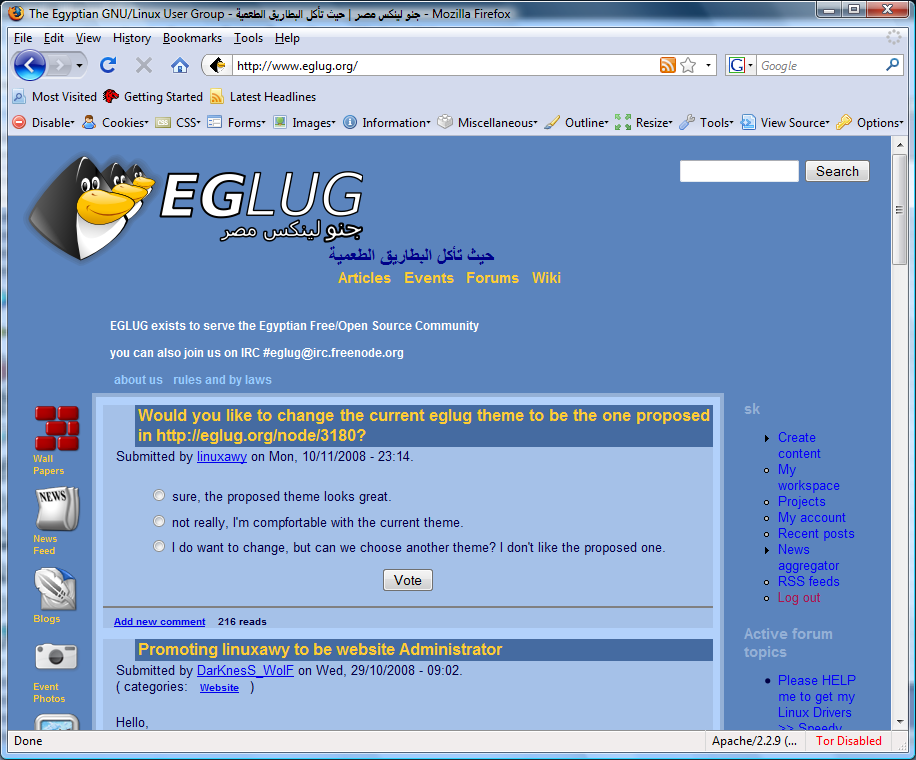 The Egyptian GNU/Linux User Group - جنو لينكس مصر | حيث تأكل البطاريق الطعمية - Mozilla Firefox
File Edit View History Bookmarks Tools Help
http://www.eglug.org/
G Google
Most Visited Getting Started Latest Headlines
Disable Cookies CSS Forms Images Information Miscellaneous Outline Resize Tools View Source Options
Search
EGLUG
جنو لينكس مصر
حيث تأكل البطاريق الطعمية
Articles Events Forums Wiki
EGLUG exists to serve the Egyptian Free/Open Source Community
you can also join us on IRC #eglug@irc.freenode.org
about us rules and by laws
Wall
Papers
NEWS
News
Feed
Blogs
Event
Photos
Would you like to change the current eglug theme to be the one proposed
in http://eglug.org/node/3180?
Submitted by linuxawy on Mon, 10/11/2008 - 23:14.
sure, the proposed theme looks great.
not really, I'm compfortable with the current theme.
I do want to change, but can we choose another theme? I don't like the proposed one.
Vote
Add new comment 216 reads
Promoting linuxawy to be website Administrator
Submitted by DarKnesS_WolF on Wed, 29/10/2008 - 09:02.
( categories: Website )
Hello,
sk
Create
content
My
workspace
Projects
My account
Recent posts
News
aggregator
RSS feeds
Log out
Active forum
topics
Please HELP
me to get my
Linux Drivers
>> Speedy
Done
Apache/2.2.9 (...
Tor Disabled